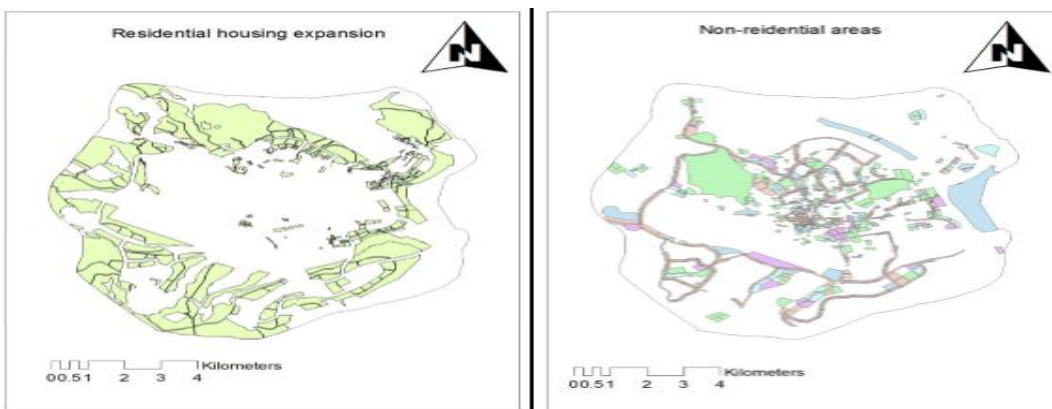 Residential housing expansion
N
Kilometers
00.51 2 3 4
Non-reidential areas
N
Kilometers
00.51 2 3 4